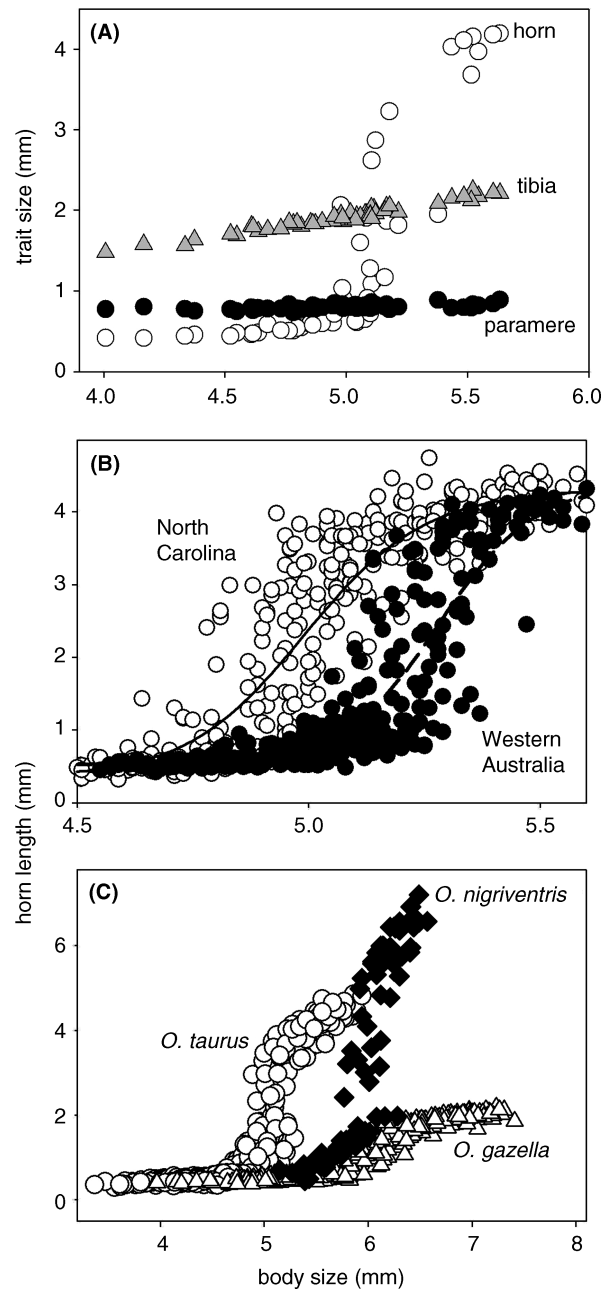 (A)
horn
4
3
trait size (mm)
tibia
2
1
paramere
0
4.0 4.5 5.0 5.5 6.0
(B)
North
Carolina
4
3
2
1
Western
Australia
0
4.5 5.0 5.5
horn length (mm)
(C)
O. nigriventris
6
O. taurus
4
2
O. gazella
0
4 5 6 7 8
body size (mm)